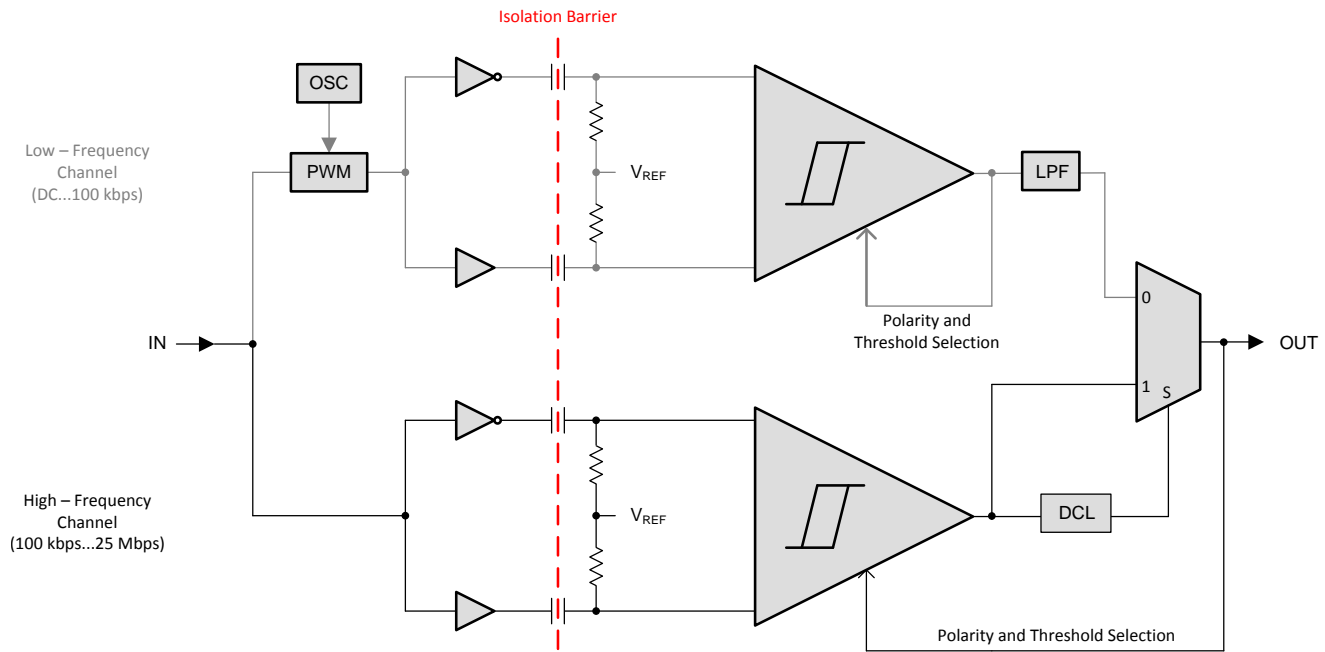 Isolation Barrier
OSC
PWM
Low – Frequency
Channel
(DC...100 kbps)
VREF
LPF
Polarity and
Threshold Selection
0
1
S
IN
OUT
High – Frequency
Channel
(100 kbps...25 Mbps)
VREF
DCL
Polarity and Threshold Selection